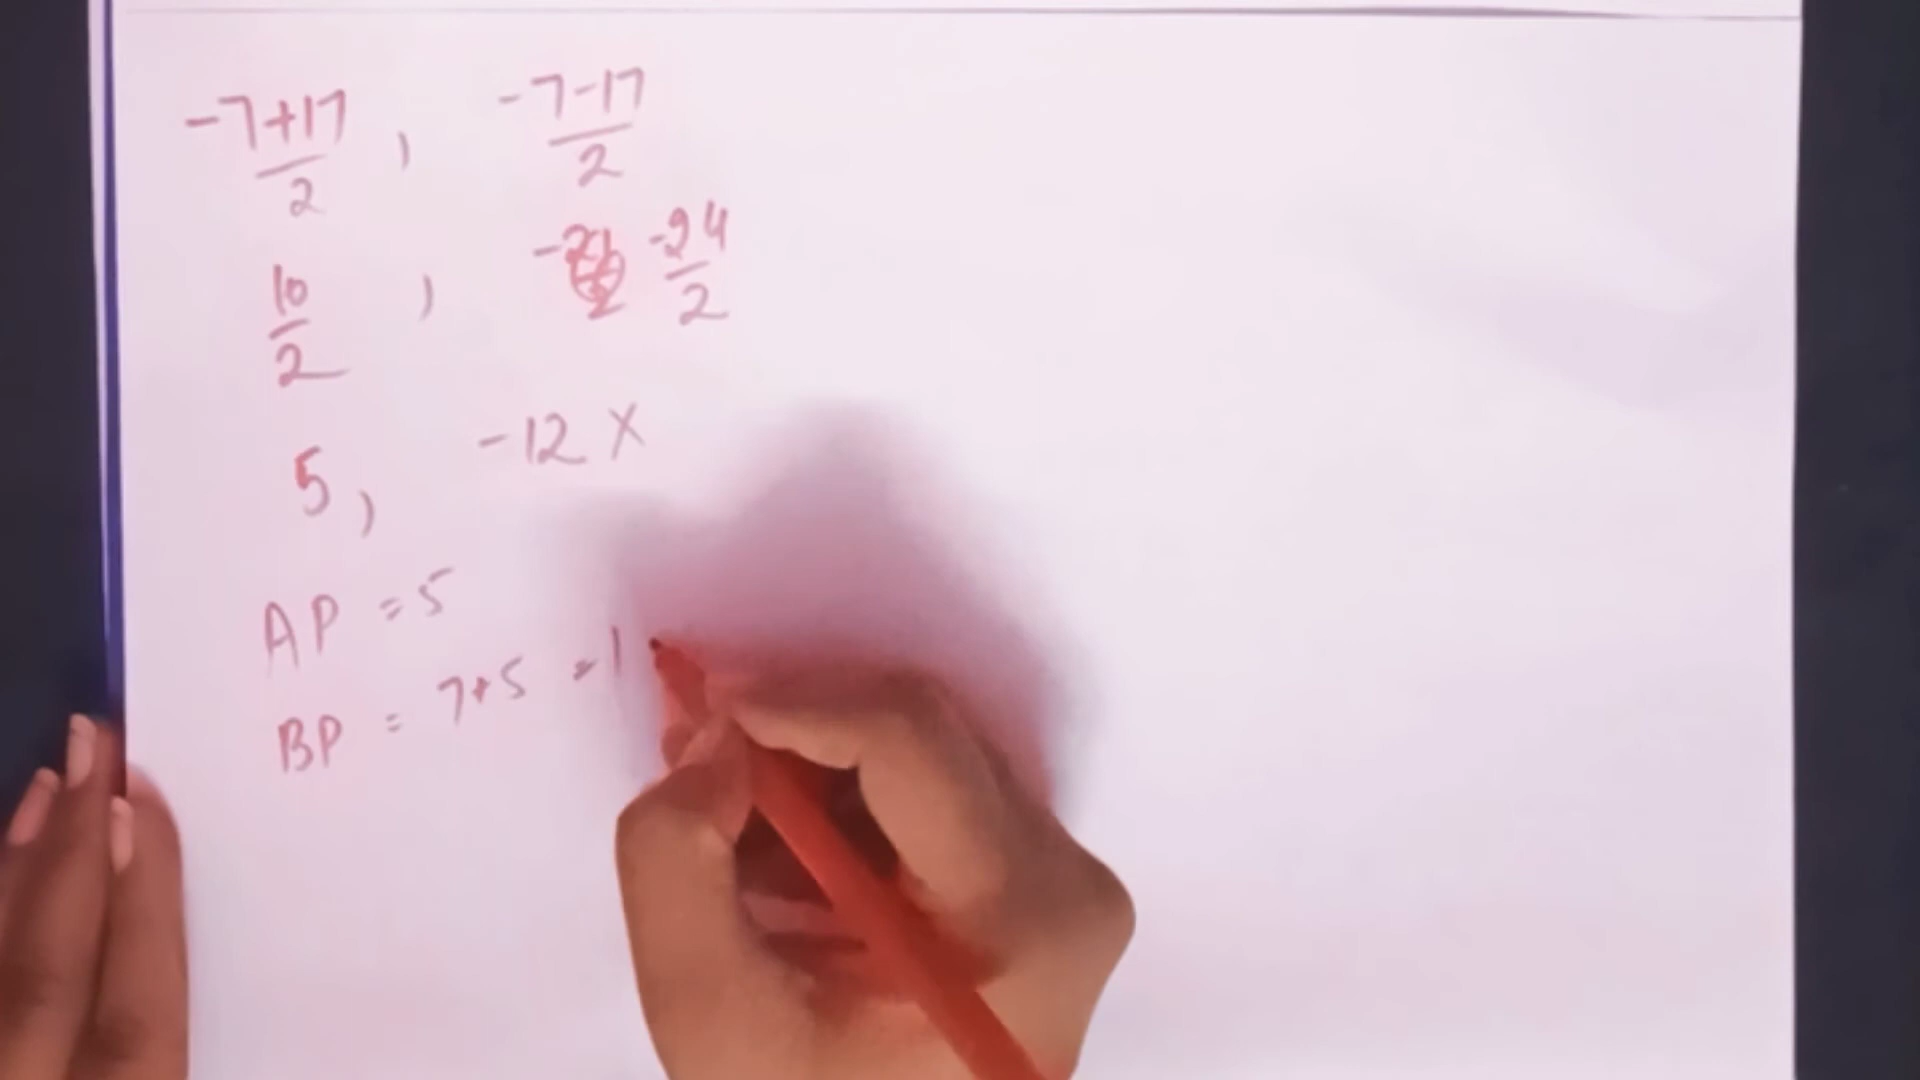 -7+17/2 , -7-17/2
10/2 , -24/2
5, -12 X
AP = 5
BP = 7+5 = 1